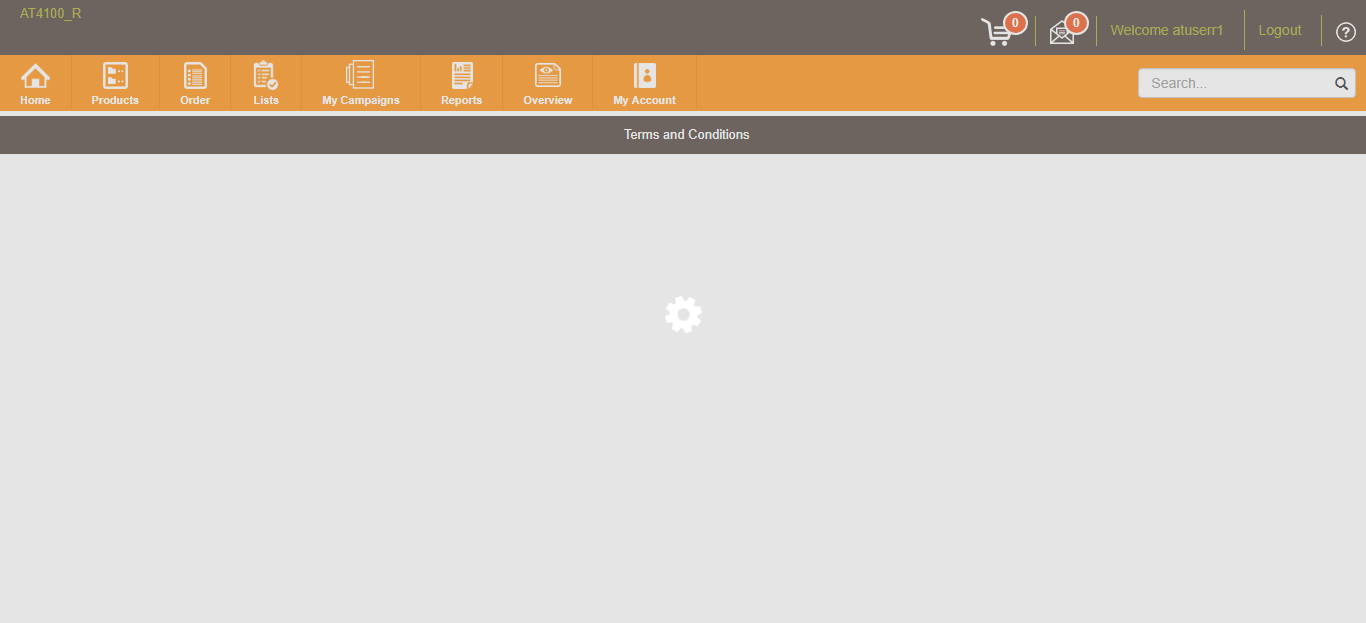 AT4100_R
0
0
Welcome atuserr1
Logout
?
Home
Products
Order
Lists
My Campaigns
Reports
Overview
My Account
Search...
Terms and Conditions